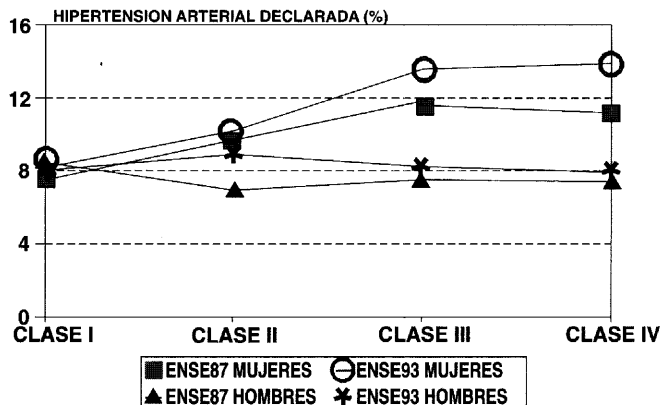 HIPERTENSION ARTERIAL DECLARADA (%)
16
12
8
4
0
CLASE I CLASE II CLASE III CLASE IV
ENSE87 MUJERES ENSE93 MUJERES
ENSE87 HOMBRES ENSE93 HOMBRES